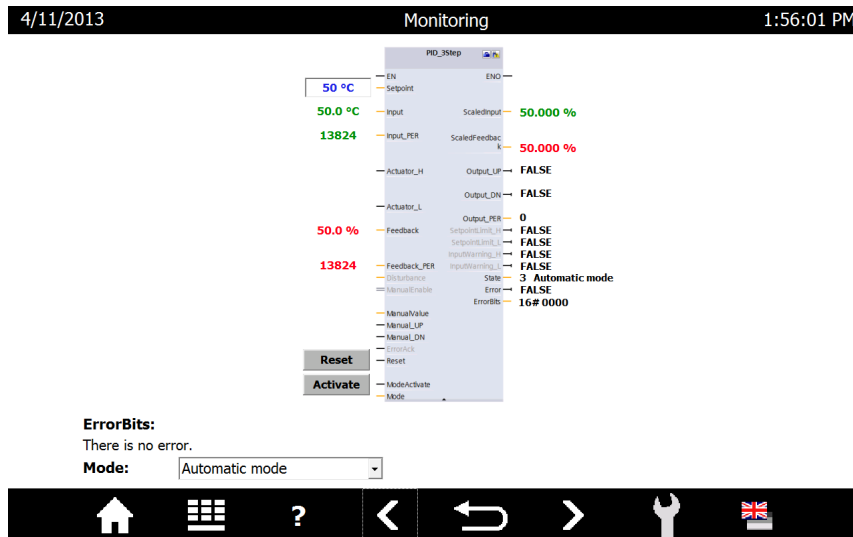 4/11/2013 Monitoring 1:56:01 PM
PID_3Step
EN ENO
50 °C Setpoint
50.0 °C Input ScaledInput 50.000 %
13824 Input_PER ScaledFeedbac
k 50.000 %
Actuator_H Output_UP FALSE
Output_DN FALSE
Actuator_L
Output_PER 0
50.0 % Feedback SetpointLimit_H FALSE
SetpointLimit_L FALSE
InputWarning_H FALSE
13824 Feedback_PER InputWarning_L FALSE
Disturbance State 3 Automatic mode
ManualEnable Error FALSE
ErrorBits 16#0000
ManualValue
Manual_UP
Manual_DN
ErrorAck
Reset Reset
Activate ModeActivate
Mode
ErrorBits:
There is no error.
Mode: Automatic mode
?